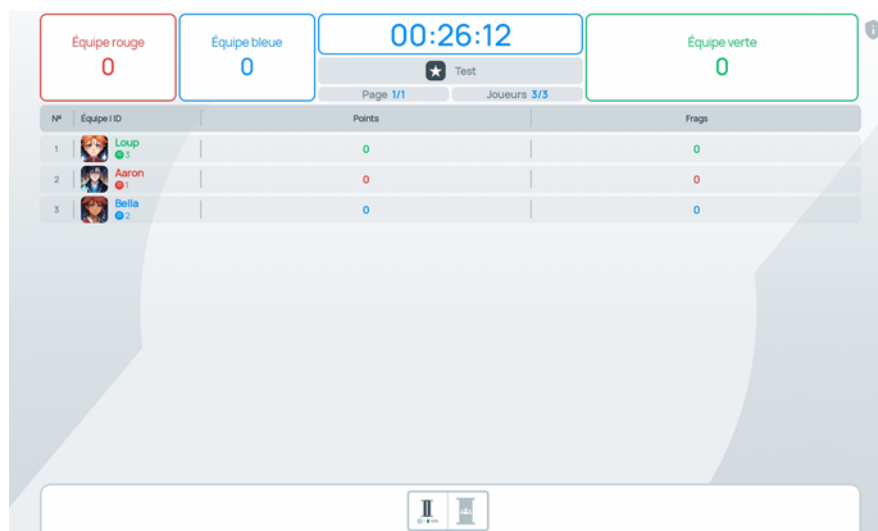 Équipe rouge
0
Équipe bleue
0
00:26:12
Test
Page 1/1
Joueurs 3/3
Équipe verte
0
Nº Équipe | ID Points Frags
1 Loup 3 0 0
2 Aaron 1 0 0
3 Bella 2 0 0